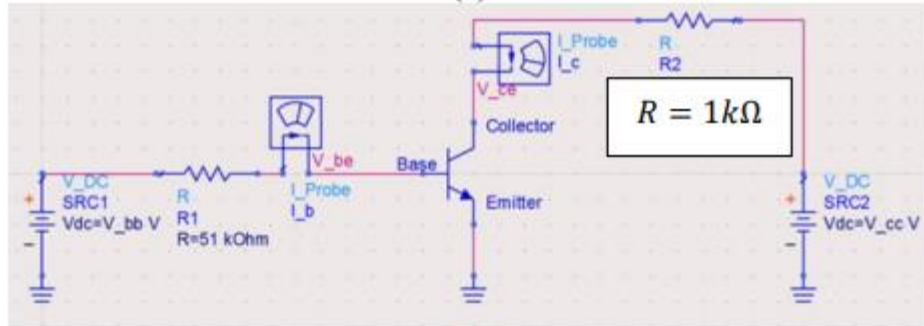 I_Probe
I_c
R
R2
V_ce
R = 1kΩ
Collector
V_be
Base
I_Probe
I_b
Emitter
V_DC
SRC1
Vdc=V_bb V
R
R1
R=51 kOhm
V_DC
SRC2
Vdc=V_cc V
+
−
+
−